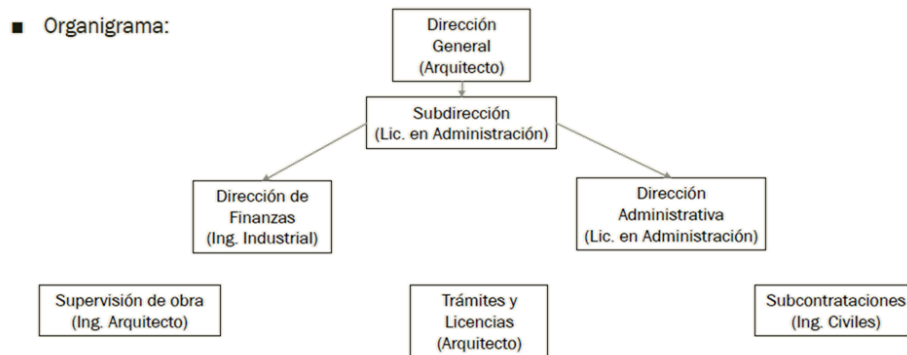 ■ Organigrama:
Dirección
General
(Arquitecto)
Subdirección
(Lic. en Administración)
Dirección de
Finanzas
(Ing. Industrial)
Dirección
Administrativa
(Lic. en Administración)
Supervisión de obra
(Ing. Arquitecto)
Trámites y
Licencias
(Arquitecto)
Subcontrataciones
(Ing. Civiles)